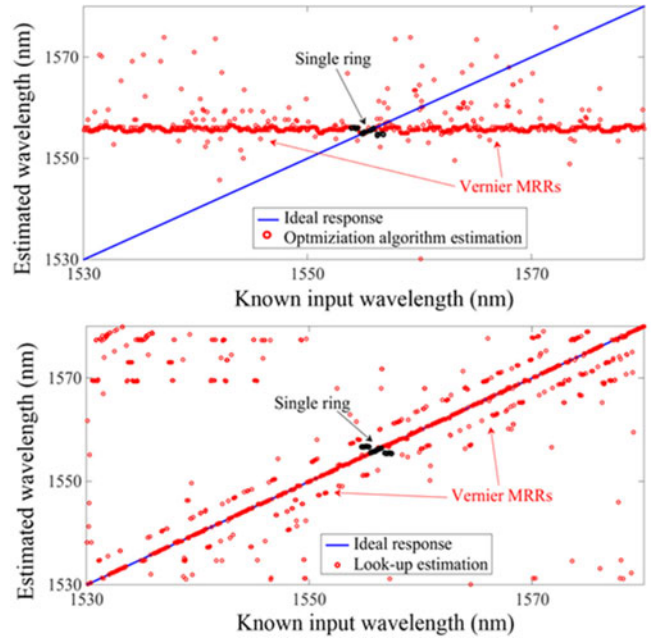 1570
Single ring
1550
Vernier MRRs
Ideal response
Optmiziation algorithm estimation
1530
1530
1550
1570
Estimated wavelength (nm)
Known input wavelength (nm)
1570
Single ring
1550
Vernier MRRs
Ideal response
Look-up estimation
1530
1530
1550
1570
Estimated wavelength (nm)
Known input wavelength (nm)